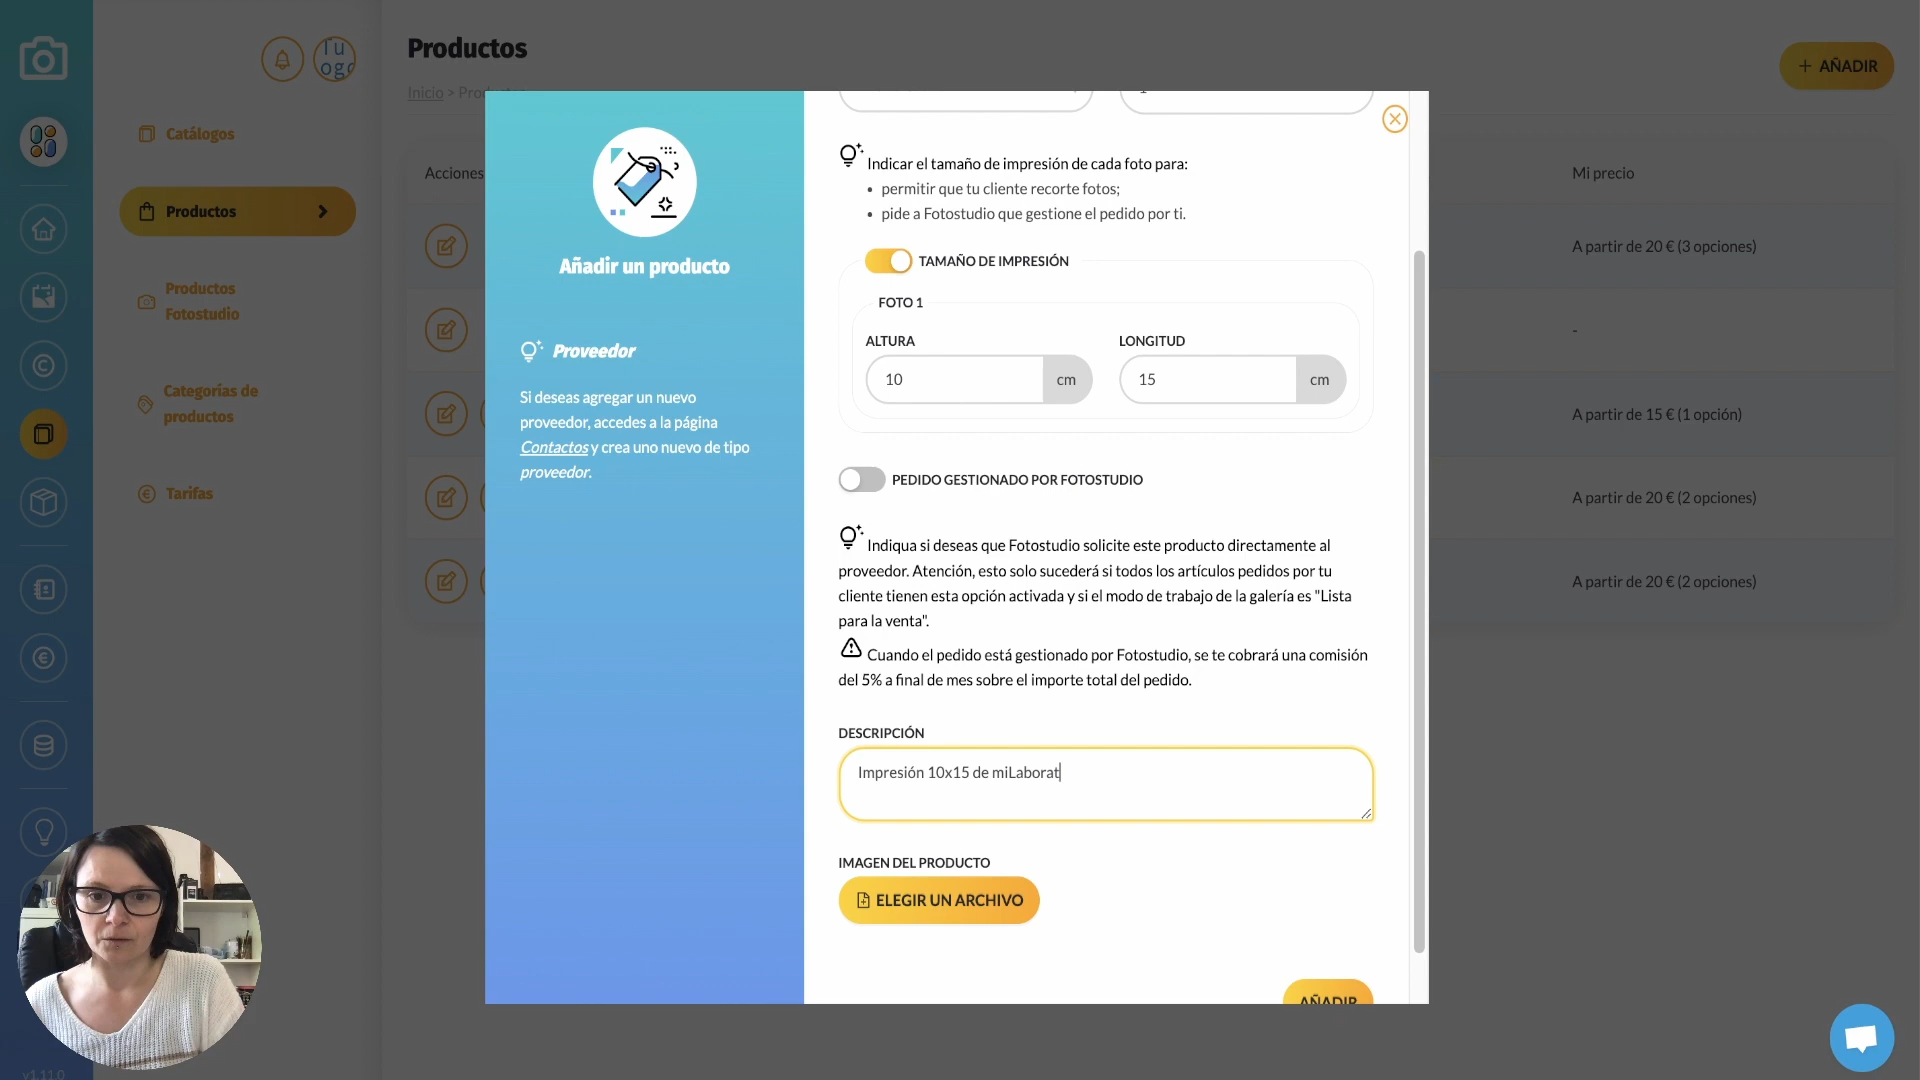 Productos
AÑADIR
Inicio > Productos
Catálogos
Productos
Productos
Fotostudio
Categorías de
productos
Tarifas
Acciones
Mi precio
A partir de 20 € (3 opciones)
-
A partir de 15 € (1 opción)
A partir de 20 € (2 opciones)
A partir de 20 € (2 opciones)
Añadir un producto
Proveedor
Si deseas agregar un nuevo
proveedor, accedes a la página
Contactos y crea uno nuevo de tipo
proveedor.
Indicar el tamaño de impresión de cada foto para:
• permitir que tu cliente recorte fotos;
• pide a Fotostudio que gestione el pedido por ti.
TAMAÑO DE IMPRESIÓN
FOTO 1
ALTURA
LONGITUD
10 cm
15 cm
PEDIDO GESTIONADO POR FOTOSTUDIO
Indiqua si deseas que Fotostudio solicite este producto directamente al
proveedor. Atención, esto solo sucederá si todos los artículos pedidos por tu
cliente tienen esta opción activada y si el modo de trabajo de la galería es "Lista
para la venta".
Cuando el pedido está gestionado por Fotostudio, se te cobrará una comisión
del 5% a final de mes sobre el importe total del pedido.
DESCRIPCIÓN
Impresión 10x15 de miLaborat
IMAGEN DEL PRODUCTO
ELEGIR UN ARCHIVO
AÑADIR
v1.11.0